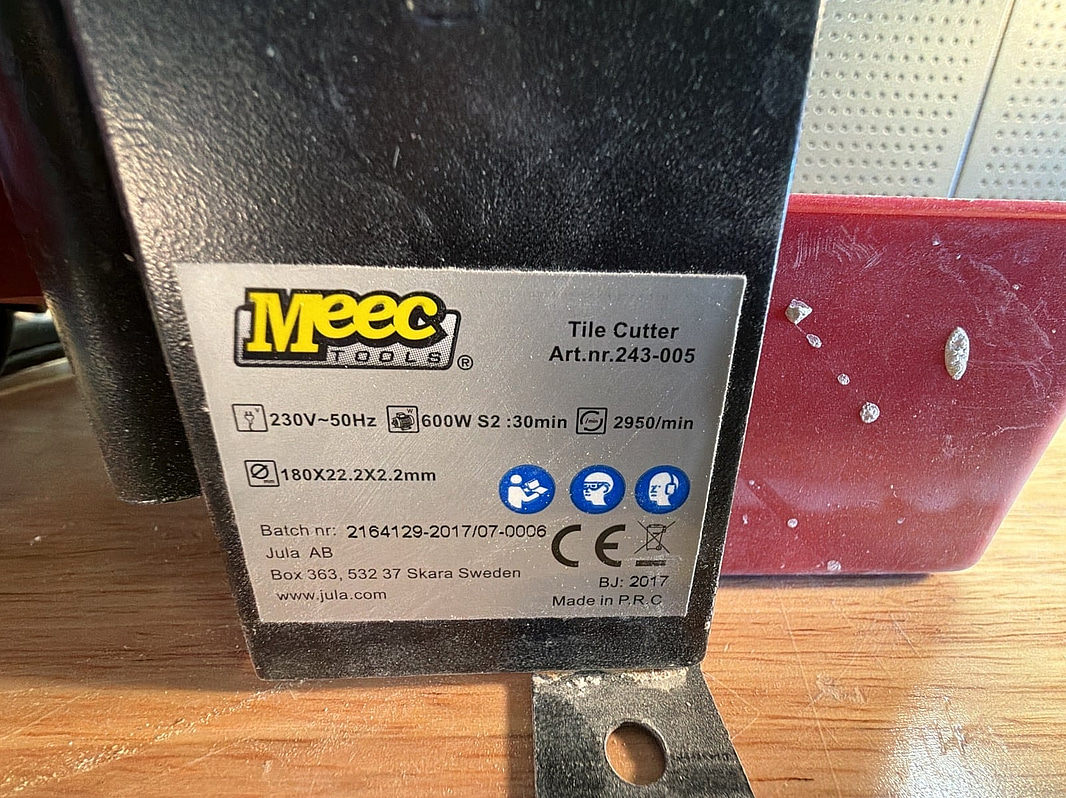 Meec
TOOLS ®
Tile Cutter
Art.nr.243-005
230V~50Hz 600W S2 :30min 2950/min
180X22.2X2.2mm
Batch nr: 2164129-2017/07-0006
Jula AB
Box 363, 532 37 Skara Sweden
www.jula.com
CE
BJ: 2017
Made in P.R.C